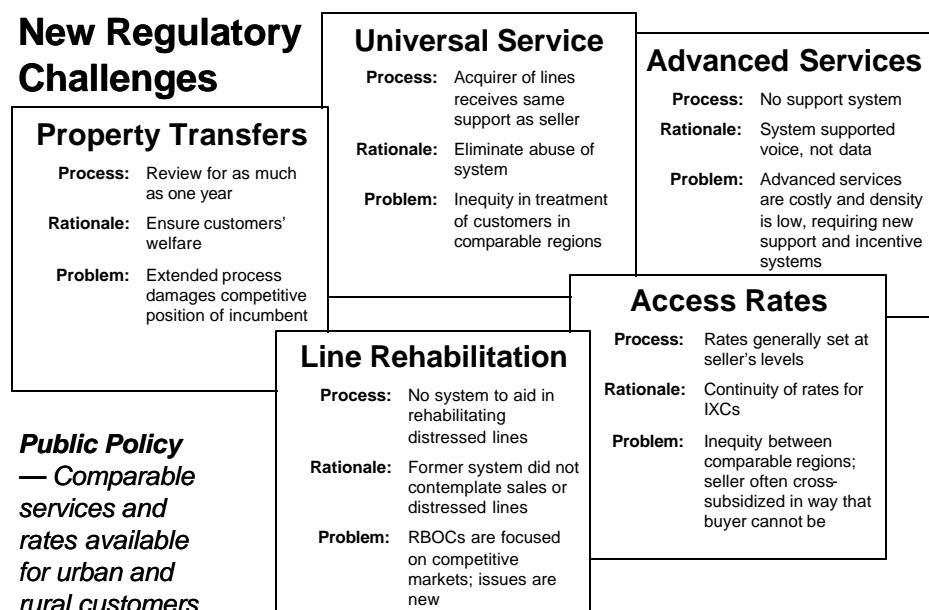 New Regulatory
Challenges
Property Transfers
Process: Review for as much
as one year
Rationale: Ensure customers'
welfare
Problem: Extended process
damages competitive
position of incumbent
Universal Service
Process: Acquirer of lines
receives same
support as seller
Rationale: Eliminate abuse of
system
Problem: Inequity in treatment
of customers in
comparable regions
Advanced Services
Process: No support system
Rationale: System supported
voice, not data
Problem: Advanced services
are costly and density
is low, requiring new
support and incentive
systems
Line Rehabilitation
Process: No system to aid in
rehabilitating
distressed lines
Rationale: Former system did not
contemplate sales or
distressed lines
Problem: RBOCs are focused
on competitive
markets; issues are
new
Access Rates
Process: Rates generally set at
seller's levels
Rationale: Continuity of rates for
IXCs
Problem: Inequity between
comparable regions;
seller often cross-
subsidized in way that
buyer cannot be
Public Policy
— Comparable
services and
rates available
for urban and
rural customers